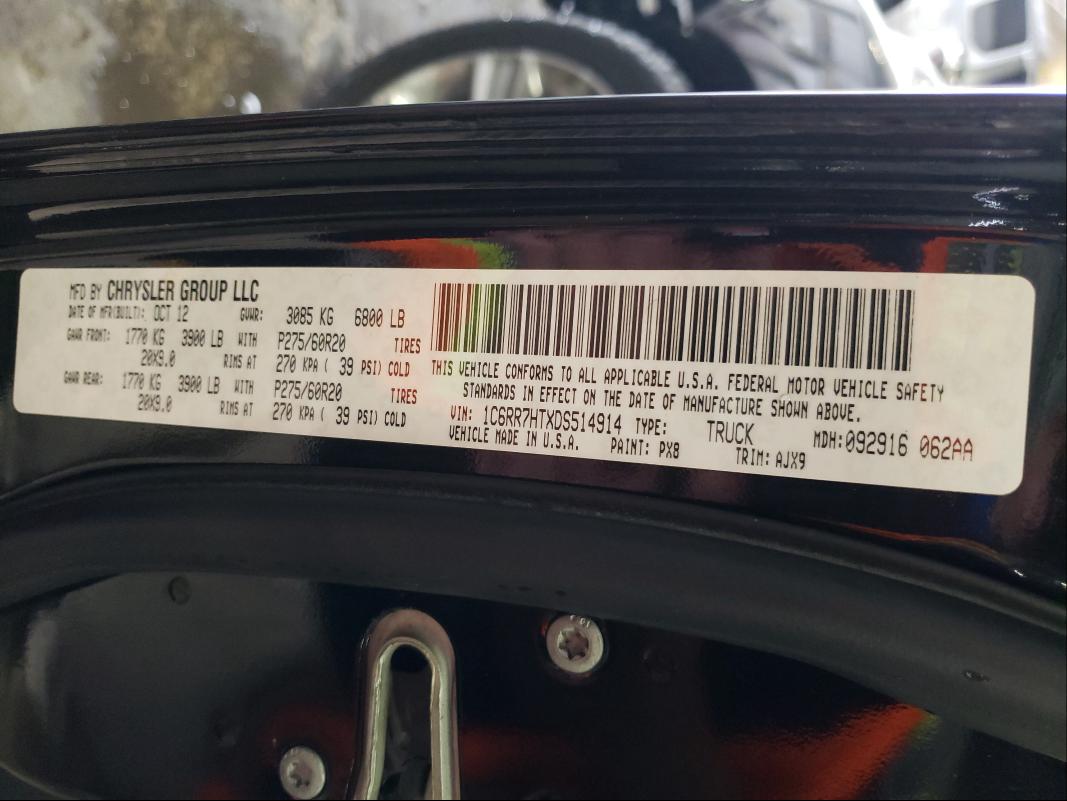 MFD BY CHRYSLER GROUP LLC
DATE OF MFR(BUILT): OCT 12 GVWR: 3085 KG 6800 LB
GAWR FRONT: 1770 KG 3900 LB WITH P275/60R20 TIRES
20X9.0 RIMS AT 270 KPA ( 39 PSI) COLD
GAWR REAR: 1770 KG 3900 LB WITH P275/60R20 TIRES
20X9.0 RIMS AT 270 KPA ( 39 PSI) COLD
THIS VEHICLE CONFORMS TO ALL APPLICABLE U.S.A. FEDERAL MOTOR VEHICLE SAFETY
STANDARDS IN EFFECT ON THE DATE OF MANUFACTURE SHOWN ABOVE.
VIN: 1C6RR7HTXDS514914 TYPE: TRUCK MDH:092916 062AA
VEHICLE MADE IN U.S.A. PAINT: PX8 TRIM: AJX9